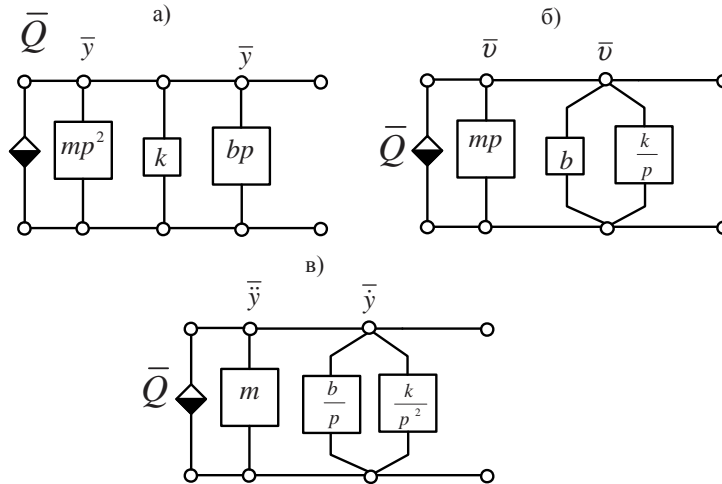 а)
Q̅ y̅ y̅
mp² k bp
б)
υ̅ υ̅
Q̅ mp b k/p
в)
ÿ̅ ẏ̅
Q̅ m b/p k/p²